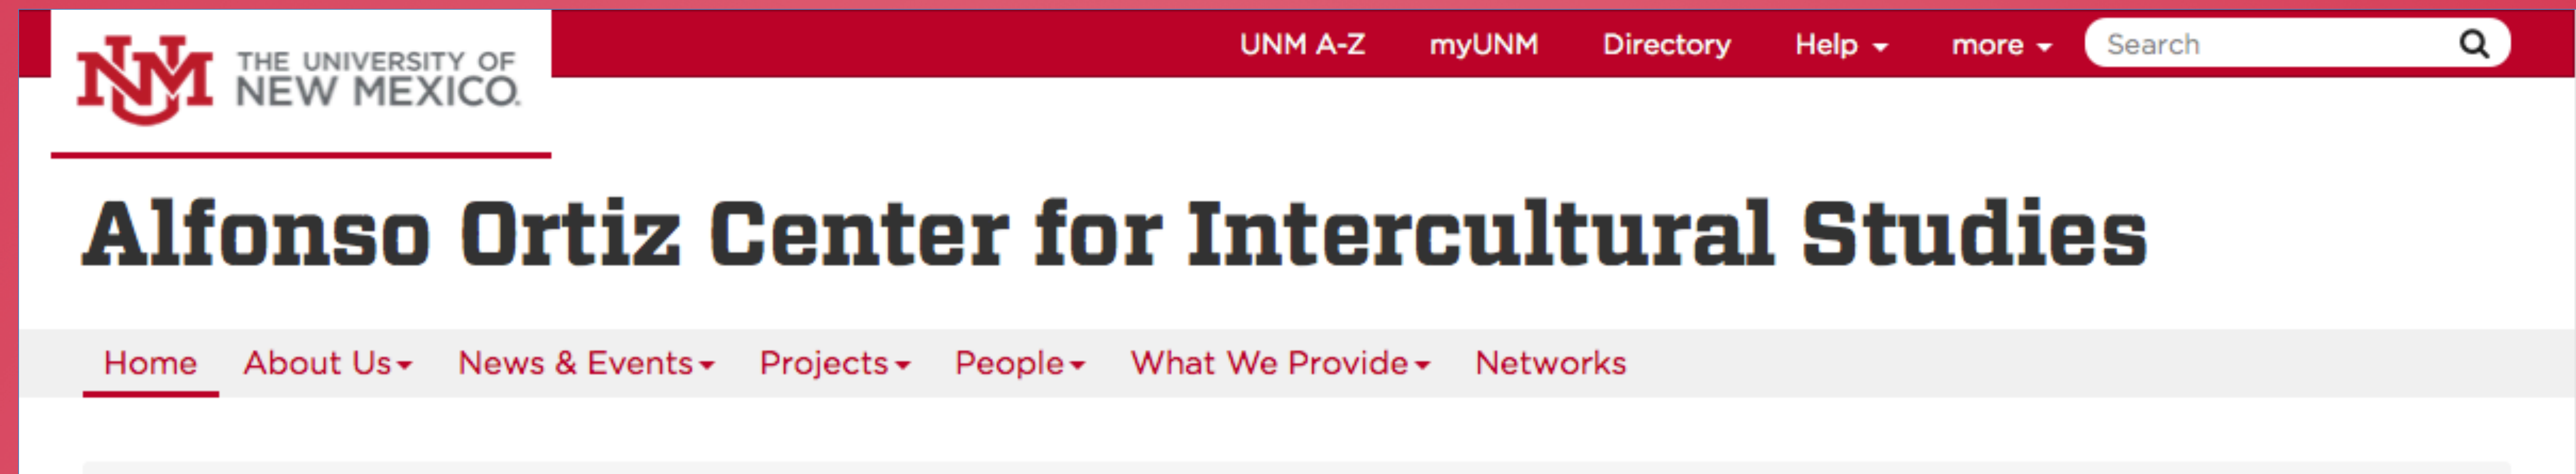 UNM A-Z myUNM Directory Help more Search
UNM THE UNIVERSITY OF
NEW MEXICO.
Alfonso Ortiz Center for Intercultural Studies
Home About Us News & Events Projects People What We Provide Networks